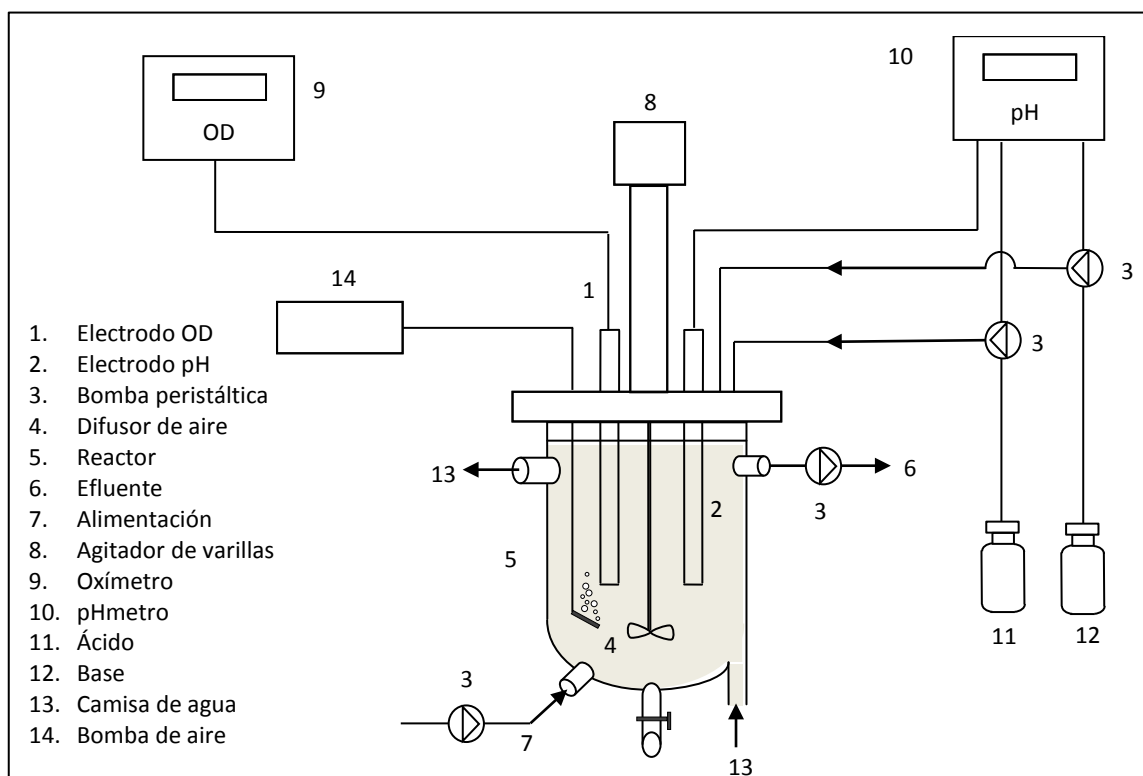 10
9
8
OD
pH
14
1
3
3
1. Electrodo OD
2. Electrodo pH
3. Bomba peristáltica
4. Difusor de aire
5. Reactor
6. Efluente
7. Alimentación
8. Agitador de varillas
9. Oxímetro
10. pHmetro
11. Ácido
12. Base
13. Camisa de agua
14. Bomba de aire
13
6
3
2
5
4
11
12
3
7
13